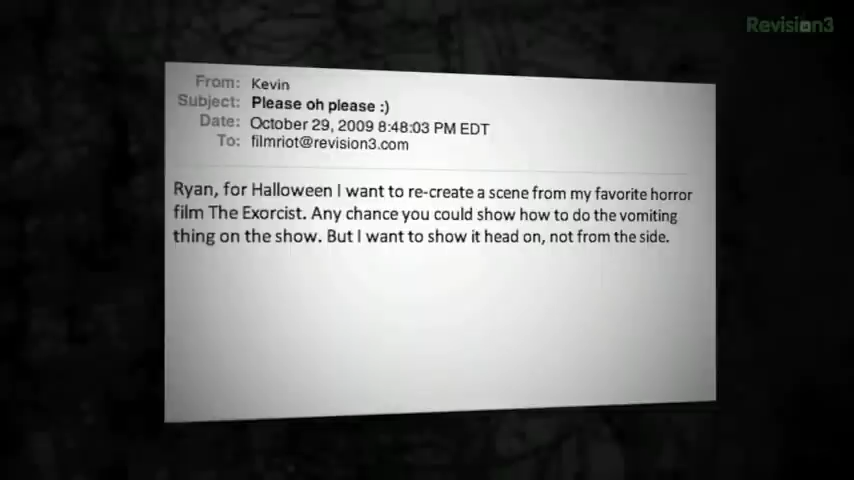 Revision3
From: Kevin
Subject: Please oh please :)
Date: October 29, 2009 8:48:03 PM EDT
To: filmriot@revision3.com
Ryan, for Halloween I want to re-create a scene from my favorite horror
film The Exorcist. Any chance you could show how to do the vomiting
thing on the show. But I want to show it head on, not from the side.